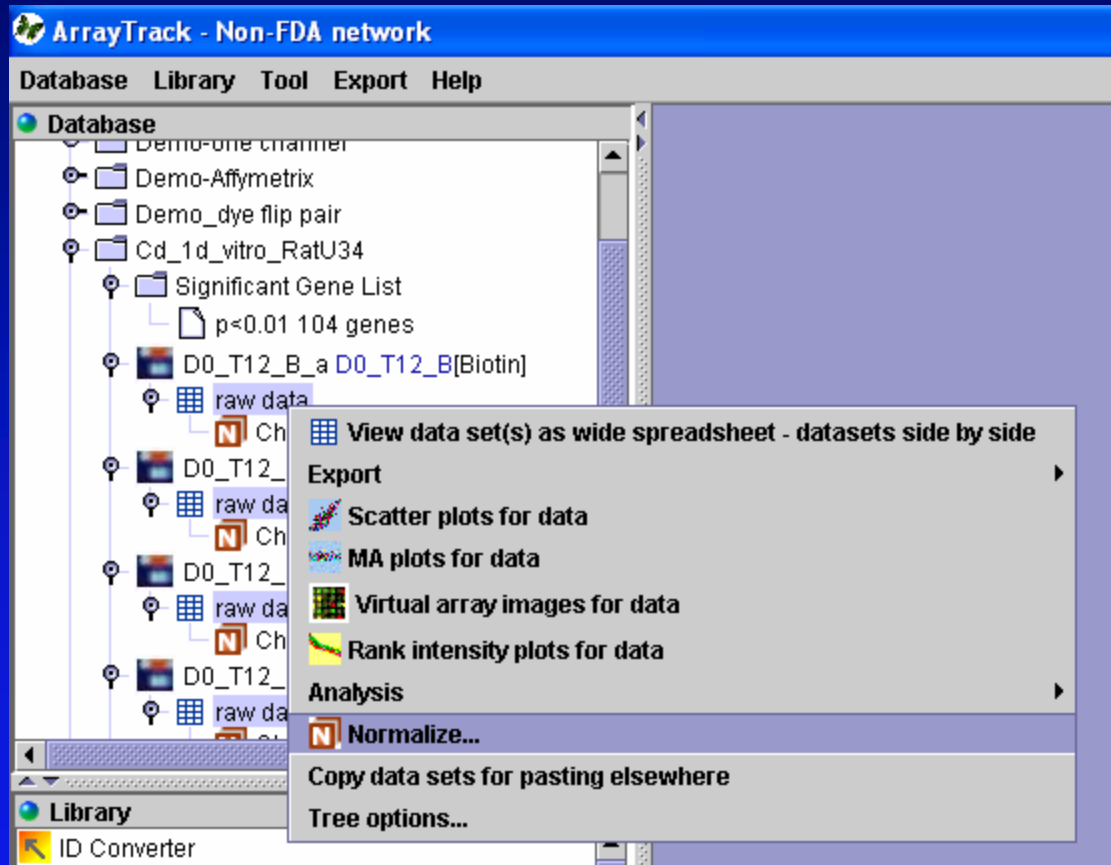 ArrayTrack - Non-FDA network
Database Library Tool Export Help
Database
Demo-one channel
Demo-Affymetrix
Demo_dye flip pair
Cd_1d_vitro_RatU34
Significant Gene List
p<0.01 104 genes
D0_T12_B_a D0_T12_B[Biotin]
raw data
N Ch
D0_T12_
raw da
N Ch
D0_T12_
raw da
N Ch
D0_T12_
raw da
View data set(s) as wide spreadsheet - datasets side by side
Export
Scatter plots for data
MA plots for data
Virtual array images for data
Rank intensity plots for data
Analysis
N Normalize...
Copy data sets for pasting elsewhere
Tree options...
Library
ID Converter